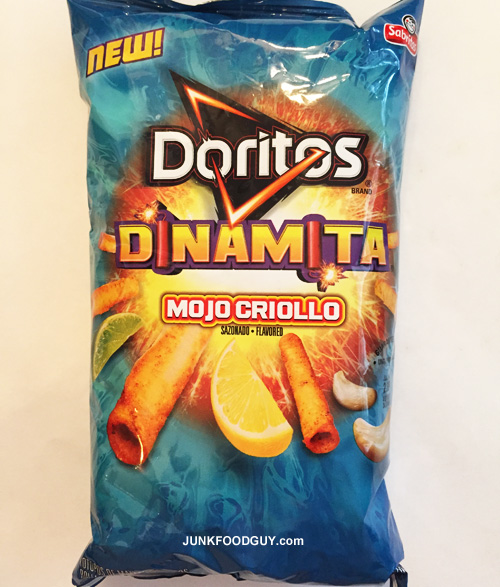 NEW!
Doritos
®
BRAND
DINAMITA
MOJO CRIOLLO
SAZONADO • FLAVORED
JUNKFOODGUY.com